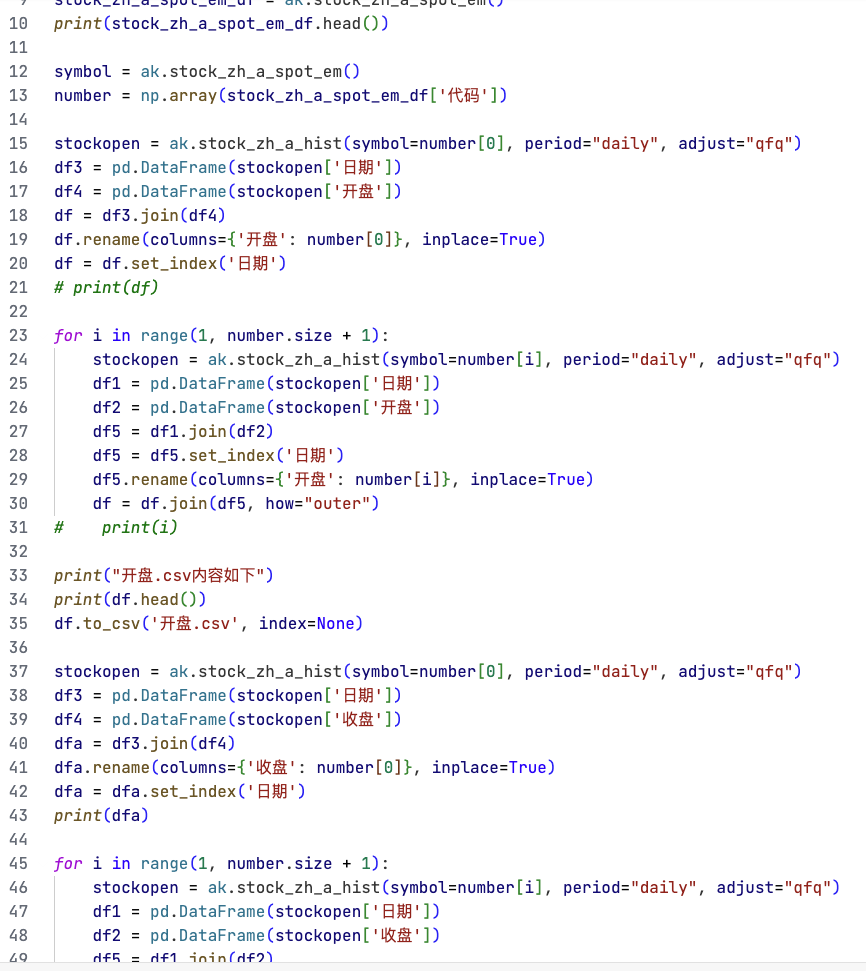 9 stock_zh_a_spot_em_df = ak.stock_zh_a_spot_em()
10 print(stock_zh_a_spot_em_df.head())
11
12 symbol = ak.stock_zh_a_spot_em()
13 number = np.array(stock_zh_a_spot_em_df['代码'])
14
15 stockopen = ak.stock_zh_a_hist(symbol=number[0], period="daily", adjust="qfq")
16 df3 = pd.DataFrame(stockopen['日期'])
17 df4 = pd.DataFrame(stockopen['开盘'])
18 df = df3.join(df4)
19 df.rename(columns={'开盘': number[0]}, inplace=True)
20 df = df.set_index('日期')
21 # print(df)
22
23 for i in range(1, number.size + 1):
24     stockopen = ak.stock_zh_a_hist(symbol=number[i], period="daily", adjust="qfq")
25     df1 = pd.DataFrame(stockopen['日期'])
26     df2 = pd.DataFrame(stockopen['开盘'])
27     df5 = df1.join(df2)
28     df5 = df5.set_index('日期')
29     df5.rename(columns={'开盘': number[i]}, inplace=True)
30     df = df.join(df5, how="outer")
31 #    print(i)
32
33 print("开盘.csv内容如下")
34 print(df.head())
35 df.to_csv('开盘.csv', index=None)
36
37 stockopen = ak.stock_zh_a_hist(symbol=number[0], period="daily", adjust="qfq")
38 df3 = pd.DataFrame(stockopen['日期'])
39 df4 = pd.DataFrame(stockopen['收盘'])
40 dfa = df3.join(df4)
41 dfa.rename(columns={'收盘': number[0]}, inplace=True)
42 dfa = dfa.set_index('日期')
43 print(dfa)
44
45 for i in range(1, number.size + 1):
46     stockopen = ak.stock_zh_a_hist(symbol=number[i], period="daily", adjust="qfq")
47     df1 = pd.DataFrame(stockopen['日期'])
48     df2 = pd.DataFrame(stockopen['收盘'])
49     df5 = df1.join(df2)